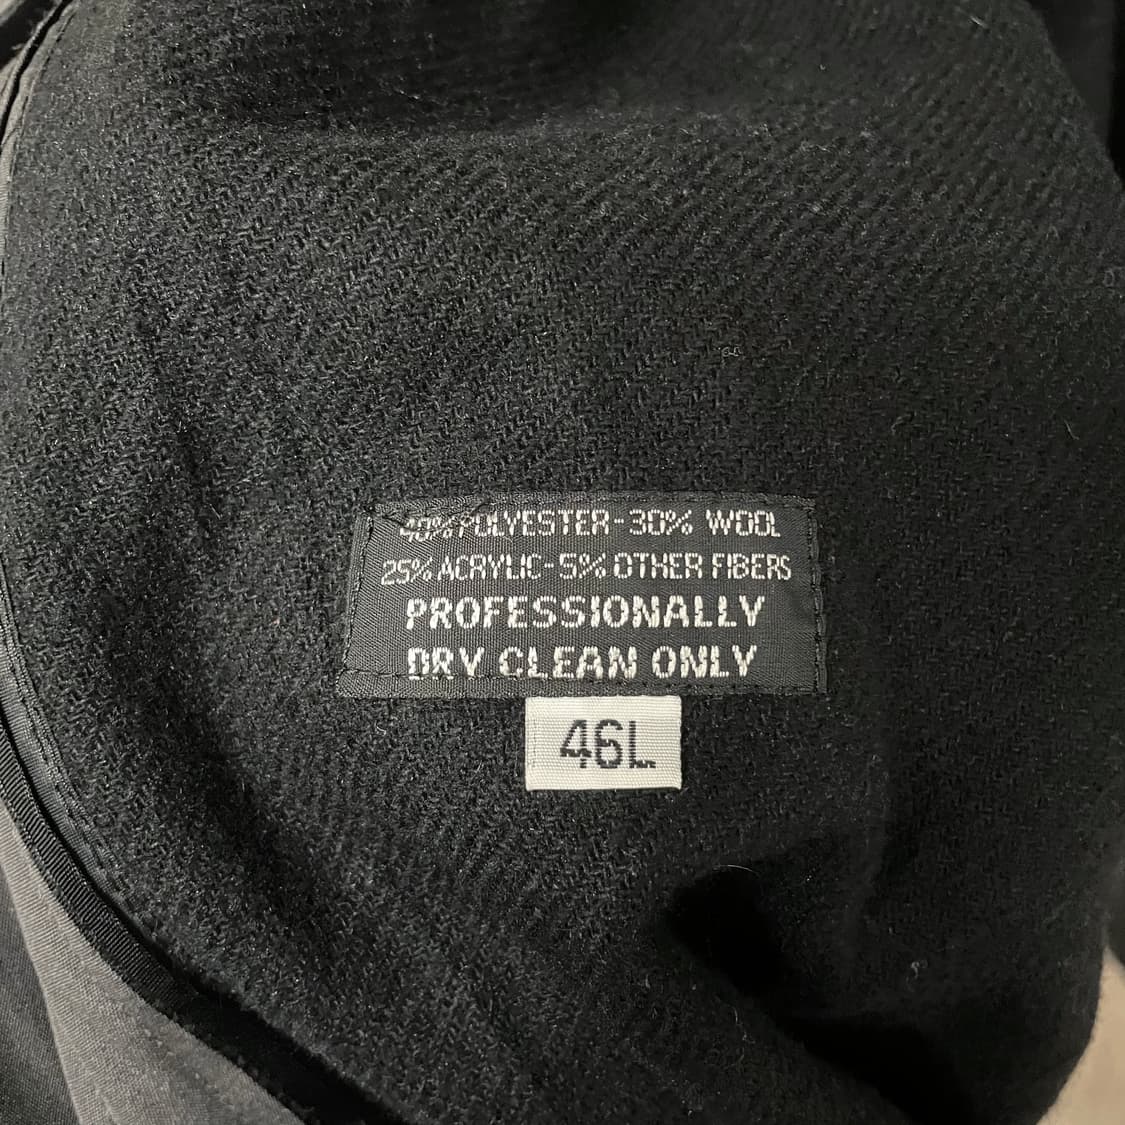 40% POLYESTER-30% WOOL
25% ACRYLIC-5% OTHER FIBERS
PROFESSIONALLY
DRY CLEAN ONLY
46L